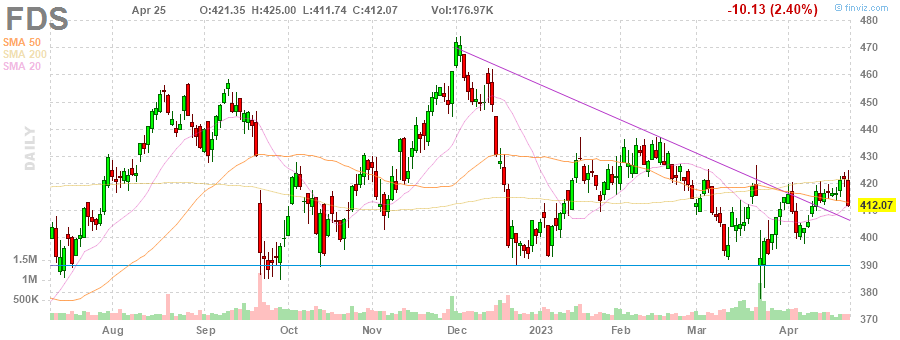 FDS Apr 25 O:421.35 H:425.00 L:411.74 C:412.07 Vol:176.97K -10.13 (2.40%) © finviz.com
SMA 50
SMA 200
SMA 20
DAILY
480
470
460
450
440
430
420
412.07
410
400
390
380
370
1.5M
1M
500K
Aug Sep Oct Nov Dec 2023 Feb Mar Apr